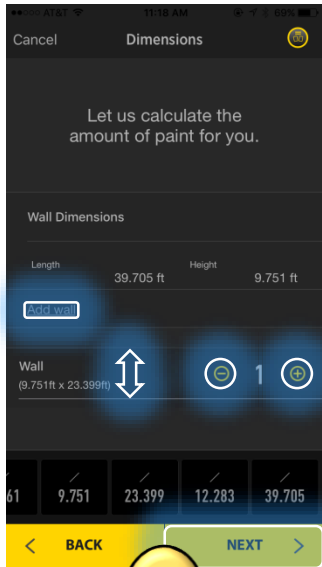 AT&T 11:18 AM 69%
Cancel Dimensions
Let us calculate the
amount of paint for you.
Wall Dimensions
Length Height
39.705 ft 9.751 ft
Add wall
Wall
(9.751ft x 23.399ft) 1
61 9.751 23.399 12.283 39.705
< BACK NEXT >